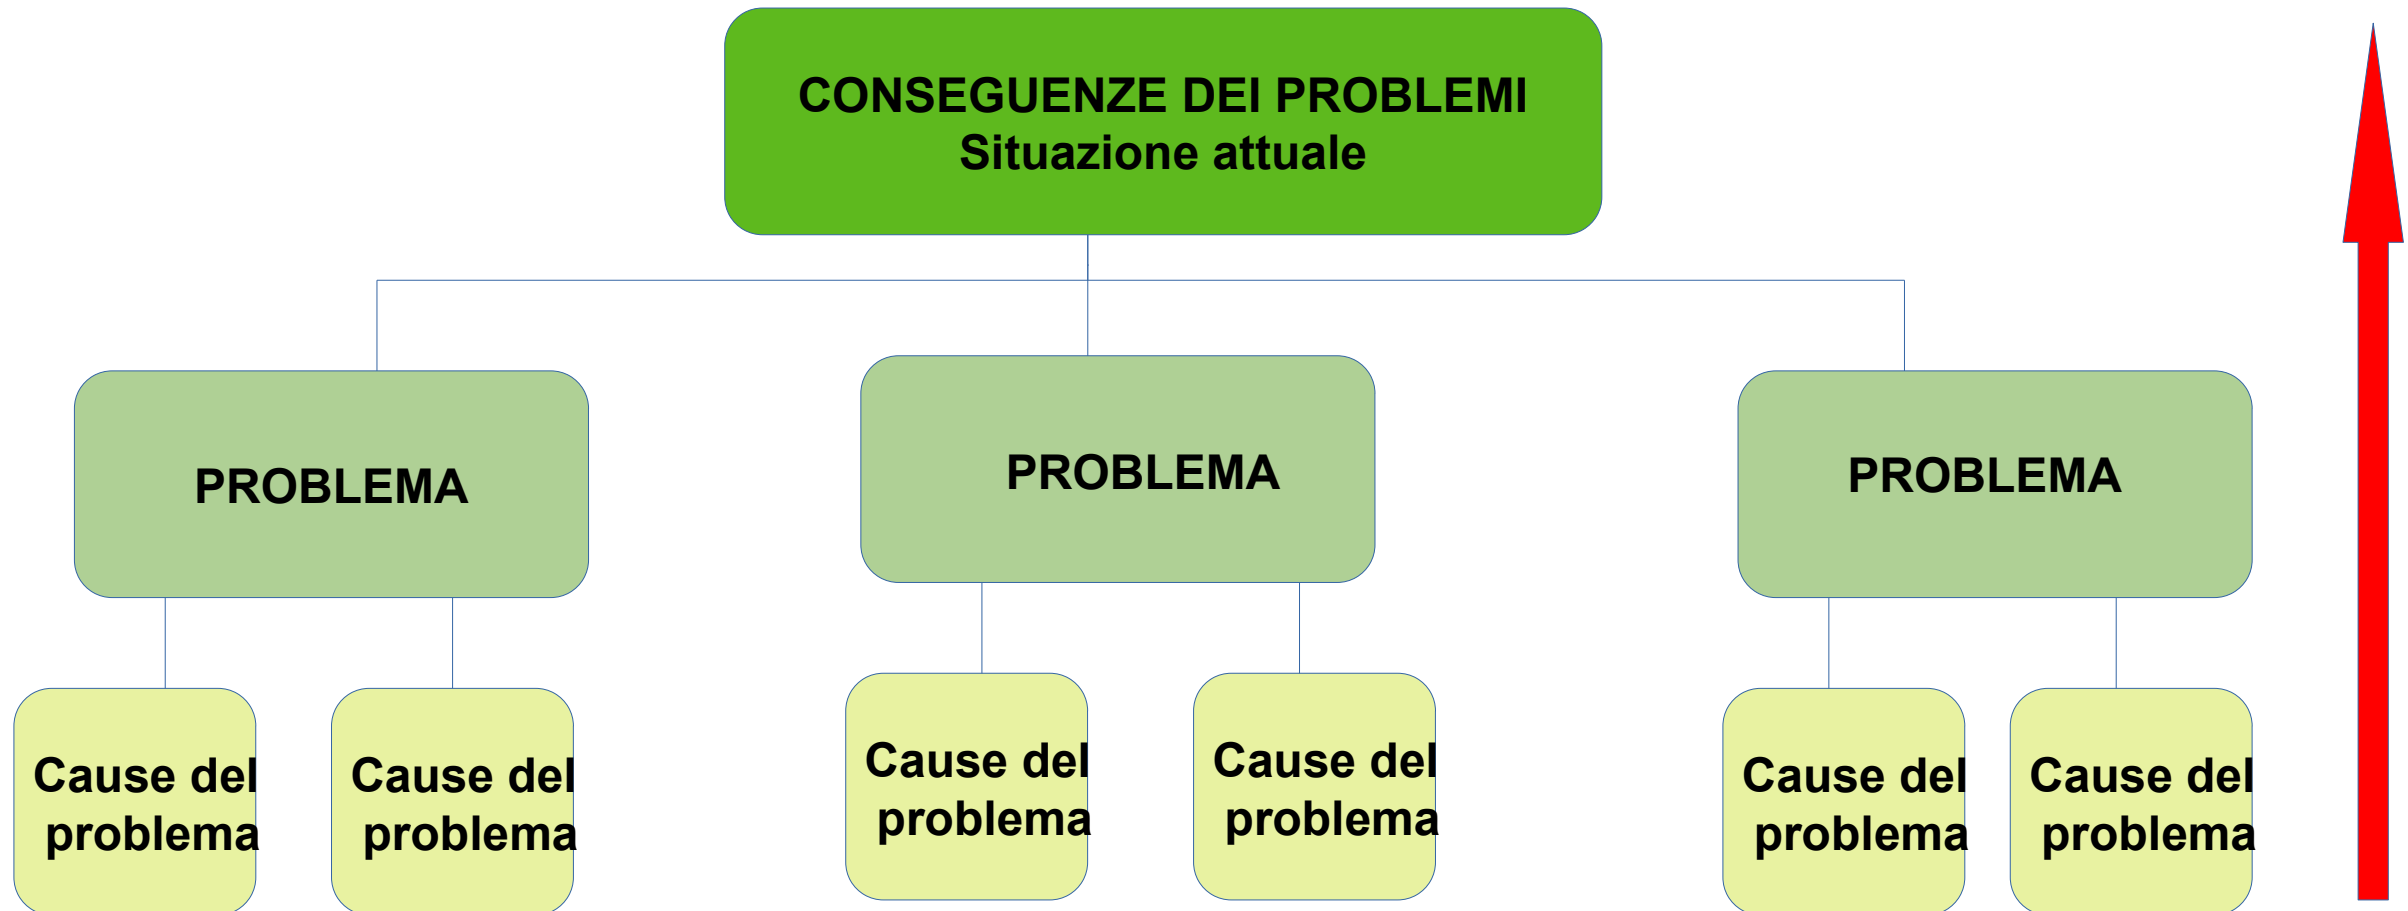 CONSEGUENZE DEI PROBLEMI
Situazione attuale
PROBLEMA
PROBLEMA
PROBLEMA
Cause del
problema
Cause del
problema
Cause del
problema
Cause del
problema
Cause del
problema
Cause del
problema